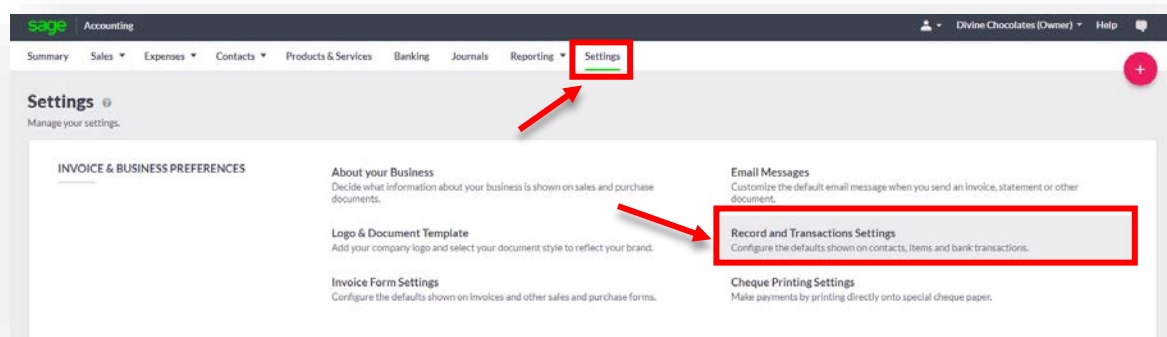 sage Accounting Divine Chocolates (Owner) Help
Summary Sales Expenses Contacts Products & Services Banking Journals Reporting Settings
+
Settings
Manage your settings.
INVOICE & BUSINESS PREFERENCES
About your Business
Decide what information about your business is shown on sales and purchase
documents.
Email Messages
Customize the default email message when you send an invoice, statement or other
document.
Logo & Document Template
Add your company logo and select your document style to reflect your brand.
Record and Transactions Settings
Configure the defaults shown on contacts, items and bank transactions.
Invoice Form Settings
Configure the defaults shown on invoices and other sales and purchase forms.
Cheque Printing Settings
Make payments by printing directly onto special cheque paper.